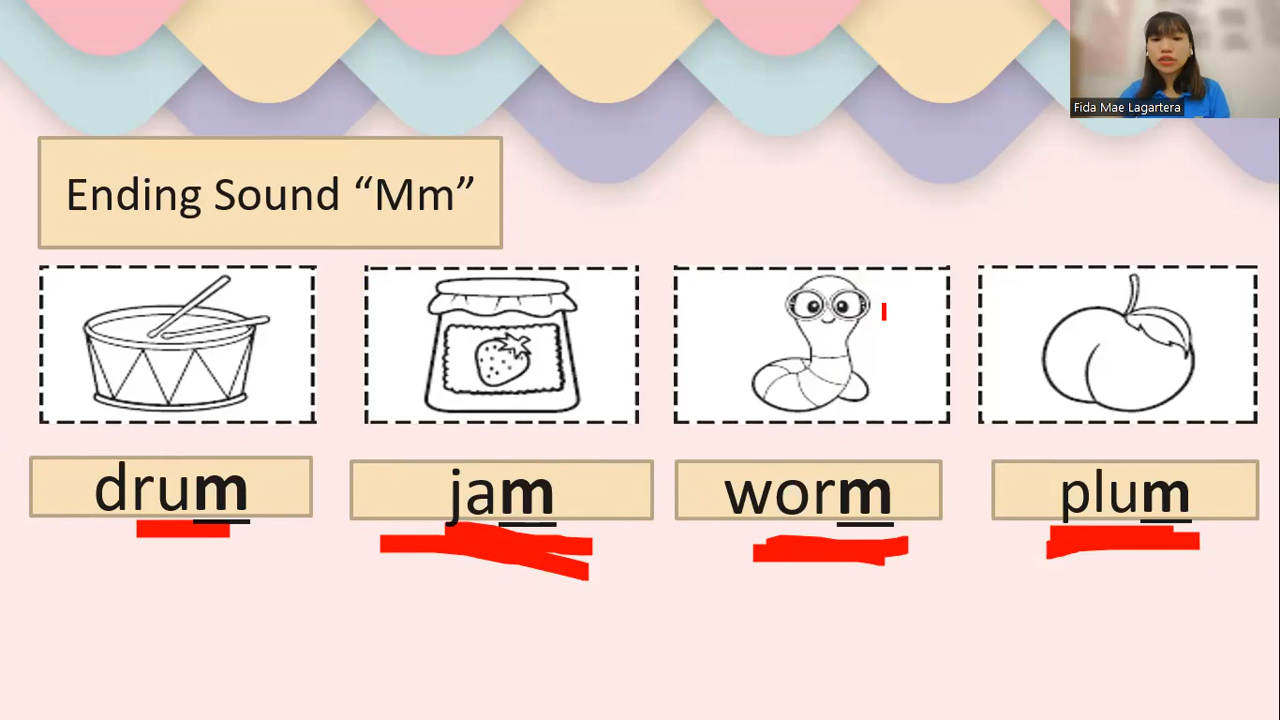 Fida Mae Lagartera
Ending Sound “Mm”
drum
jam
worm
plum